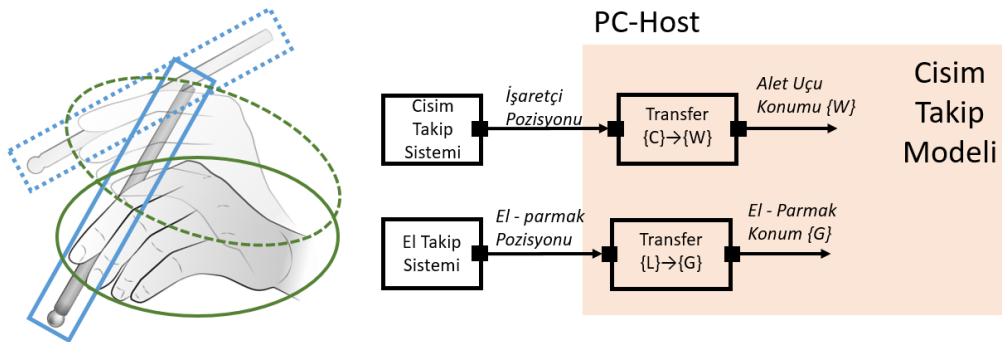 PC-Host
Cisim
Takip
Modeli
Cisim
Takip
Sistemi
İşaretçi
Pozisyonu
Transfer
{C}→{W}
Alet Uçu
Konumu {W}
El Takip
Sistemi
El - parmak
Pozisyonu
Transfer
{L}→{G}
El - Parmak
Konum {G}